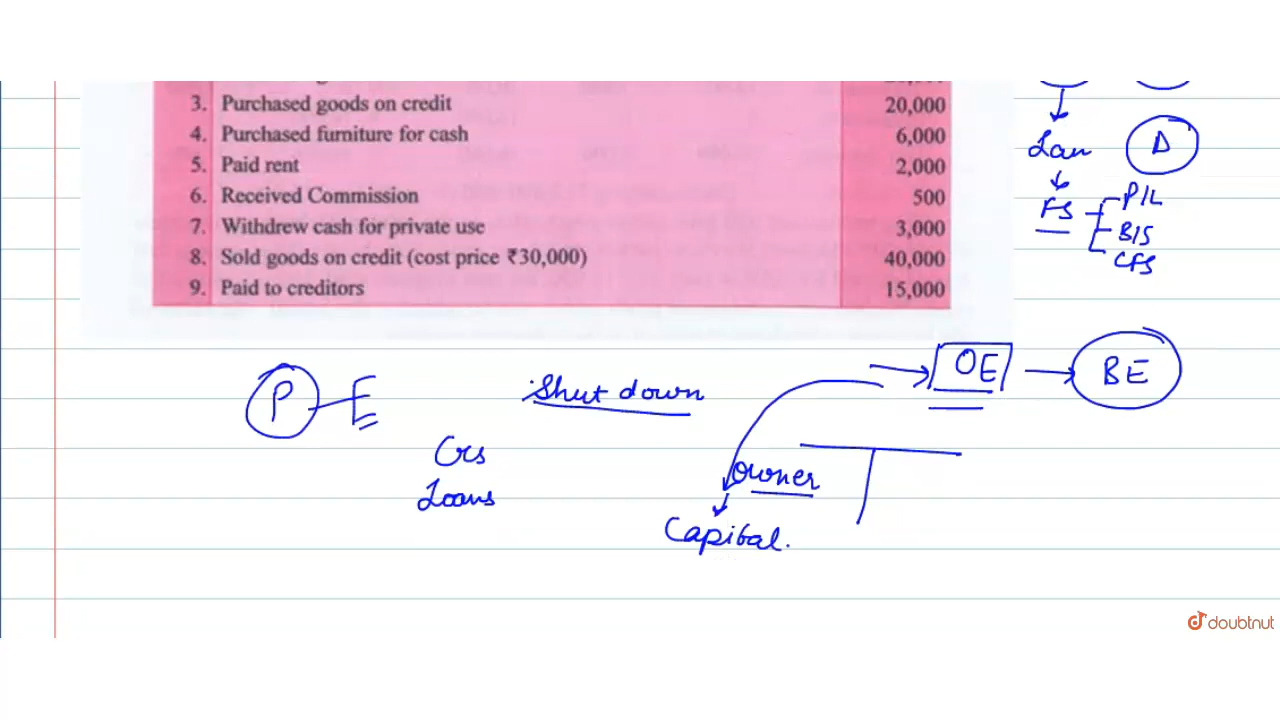 3. Purchased goods on credit 20,000
4. Purchased furniture for cash 6,000
5. Paid rent 2,000
6. Received Commission 500
7. Withdrew cash for private use 3,000
8. Sold goods on credit (cost price ₹30,000) 40,000
9. Paid to creditors 15,000
D
FS P/L
B/S
CFS
P E Shut down OE BE
Crs
Loans
owner
Capital.
doubtnut